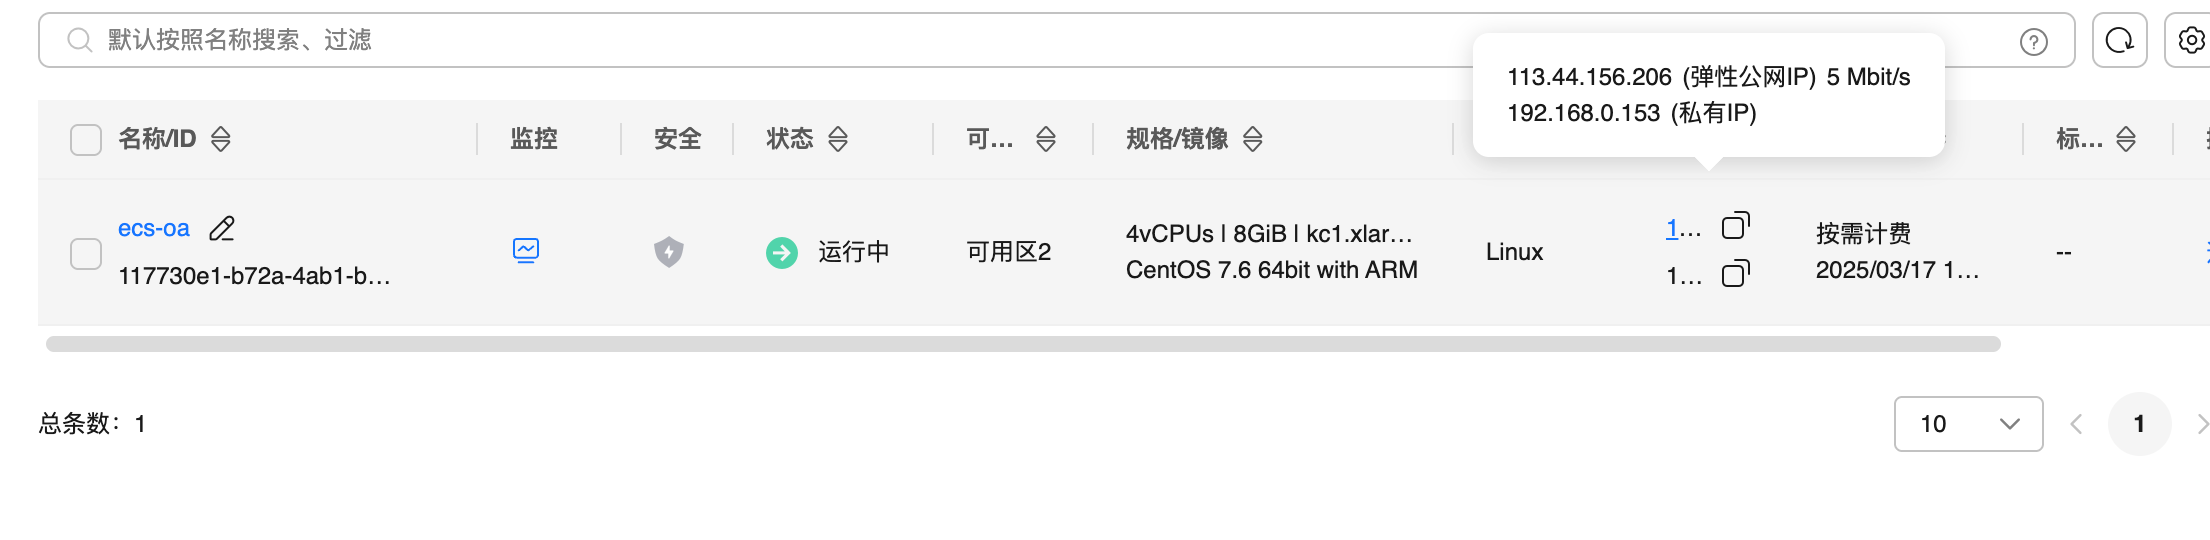 默认按照名称搜索、过滤
113.44.156.206 (弹性公网IP) 5 Mbit/s
192.168.0.153 (私有IP)
名称/ID 监控 安全 状态 可... 规格/镜像 标...
ecs-oa
117730e1-b72a-4ab1-b...
运行中
可用区2
4vCPUs | 8GiB | kc1.xlar...
CentOS 7.6 64bit with ARM
Linux
1...
1...
按需计费
2025/03/17 1...
--
总条数：1
10
1